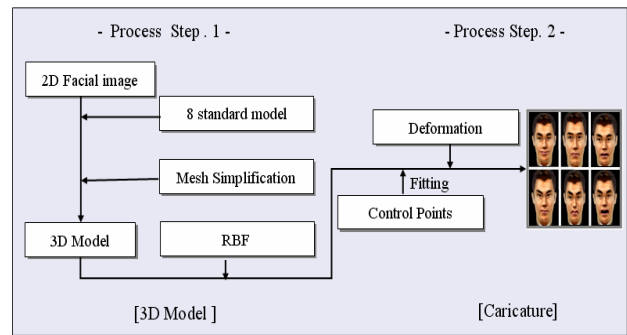 - Process Step . 1 -
- Process Step. 2 -
2D Facial image
8 standard model
Mesh Simplification
3D Model
RBF
Deformation
Fitting
Control Points
[3D Model ]
[Caricature]